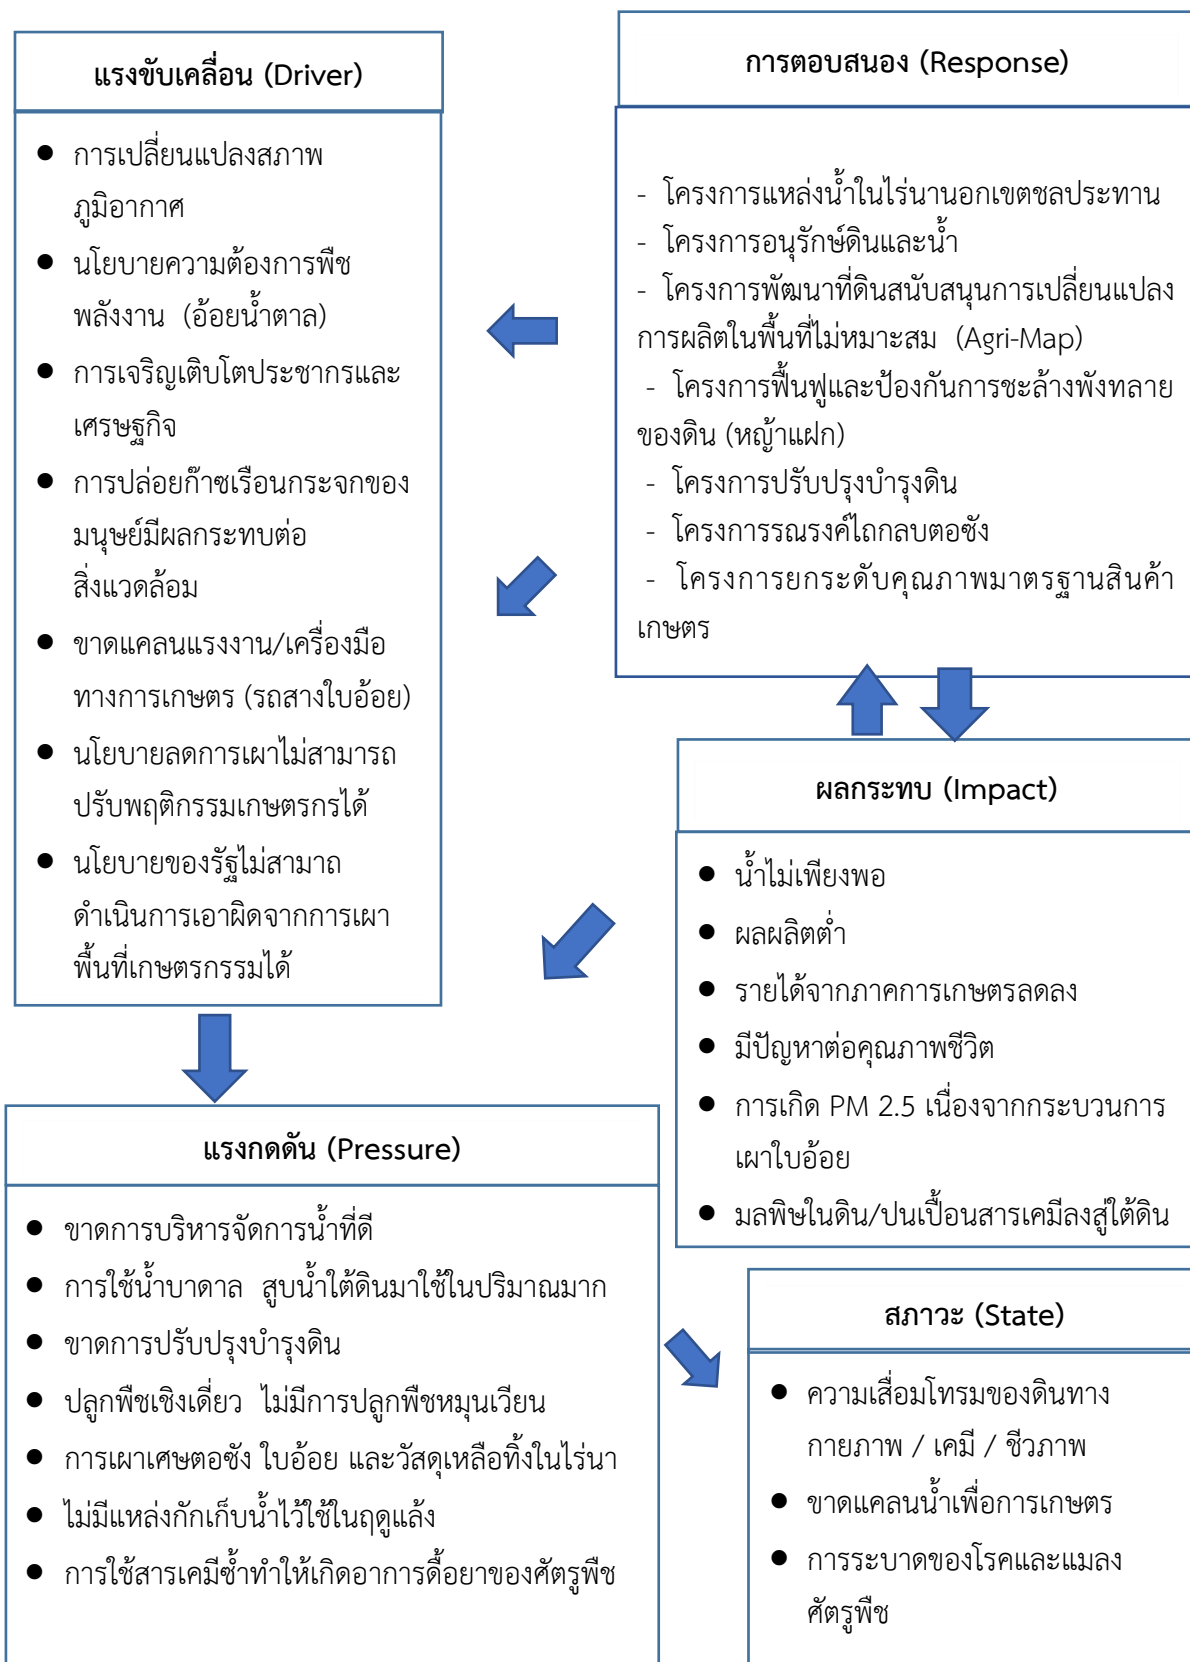 แรงขับเคลื่อน (Driver)
● การเปลี่ยนแปลงสภาพ
ภูมิอากาศ
● นโยบายความต้องการพืช
พลังงาน (อ้อยน้ำตาล)
● การเจริญเติบโตประชากรและ
เศรษฐกิจ
● การปล่อยก๊าซเรือนกระจกของ
มนุษย์มีผลกระทบต่อ
สิ่งแวดล้อม
● ขาดแคลนแรงงาน/เครื่องมือ
ทางการเกษตร (รถสางใบอ้อย)
● นโยบายลดการเผาไม่สามารถ
ปรับพฤติกรรมเกษตรกรได้
● นโยบายของรัฐไม่สามาถ
ดำเนินการเอาผิดจากการเผา
พื้นที่เกษตรกรรมได้
การตอบสนอง (Response)
- โครงการแหล่งน้ำในไร่นานอกเขตชลประทาน
- โครงการอนุรักษ์ดินและน้ำ
- โครงการพัฒนาที่ดินสนับสนุนการเปลี่ยนแปลง
การผลิตในพื้นที่ไม่หมาะสม (Agri-Map)
- โครงการฟื้นฟูและป้องกันการชะล้างพังทลาย
ของดิน (หญ้าแฝก)
- โครงการปรับปรุงบำรุงดิน
- โครงการรณรงค์ไถกลบตอซัง
- โครงการยกระดับคุณภาพมาตรฐานสินค้า
เกษตร
ผลกระทบ (Impact)
● น้ำไม่เพียงพอ
● ผลผลิตต่ำ
● รายได้จากภาคการเกษตรลดลง
● มีปัญหาต่อคุณภาพชีวิต
● การเกิด PM 2.5 เนื่องจากกระบวนการ
เผาใบอ้อย
● มลพิษในดิน/ปนเปื้อนสารเคมีลงสู่ใต้ดิน
แรงกดดัน (Pressure)
● ขาดการบริหารจัดการน้ำที่ดี
● การใช้น้ำบาดาล สูบน้ำใต้ดินมาใช้ในปริมาณมาก
● ขาดการปรับปรุงบำรุงดิน
● ปลูกพืชเชิงเดี่ยว ไม่มีการปลูกพืชหมุนเวียน
● การเผาเศษตอซัง ใบอ้อย และวัสดุเหลือทิ้งในไร่นา
● ไม่มีแหล่งกักเก็บน้ำไว้ใช้ในฤดูแล้ง
● การใช้สารเคมีซ้ำทำให้เกิดอาการดื้อยาของศัตรูพืช
สภาวะ (State)
● ความเสื่อมโทรมของดินทาง
กายภาพ / เคมี / ชีวภาพ
● ขาดแคลนน้ำเพื่อการเกษตร
● การระบาดของโรคและแมลง
ศัตรูพืช